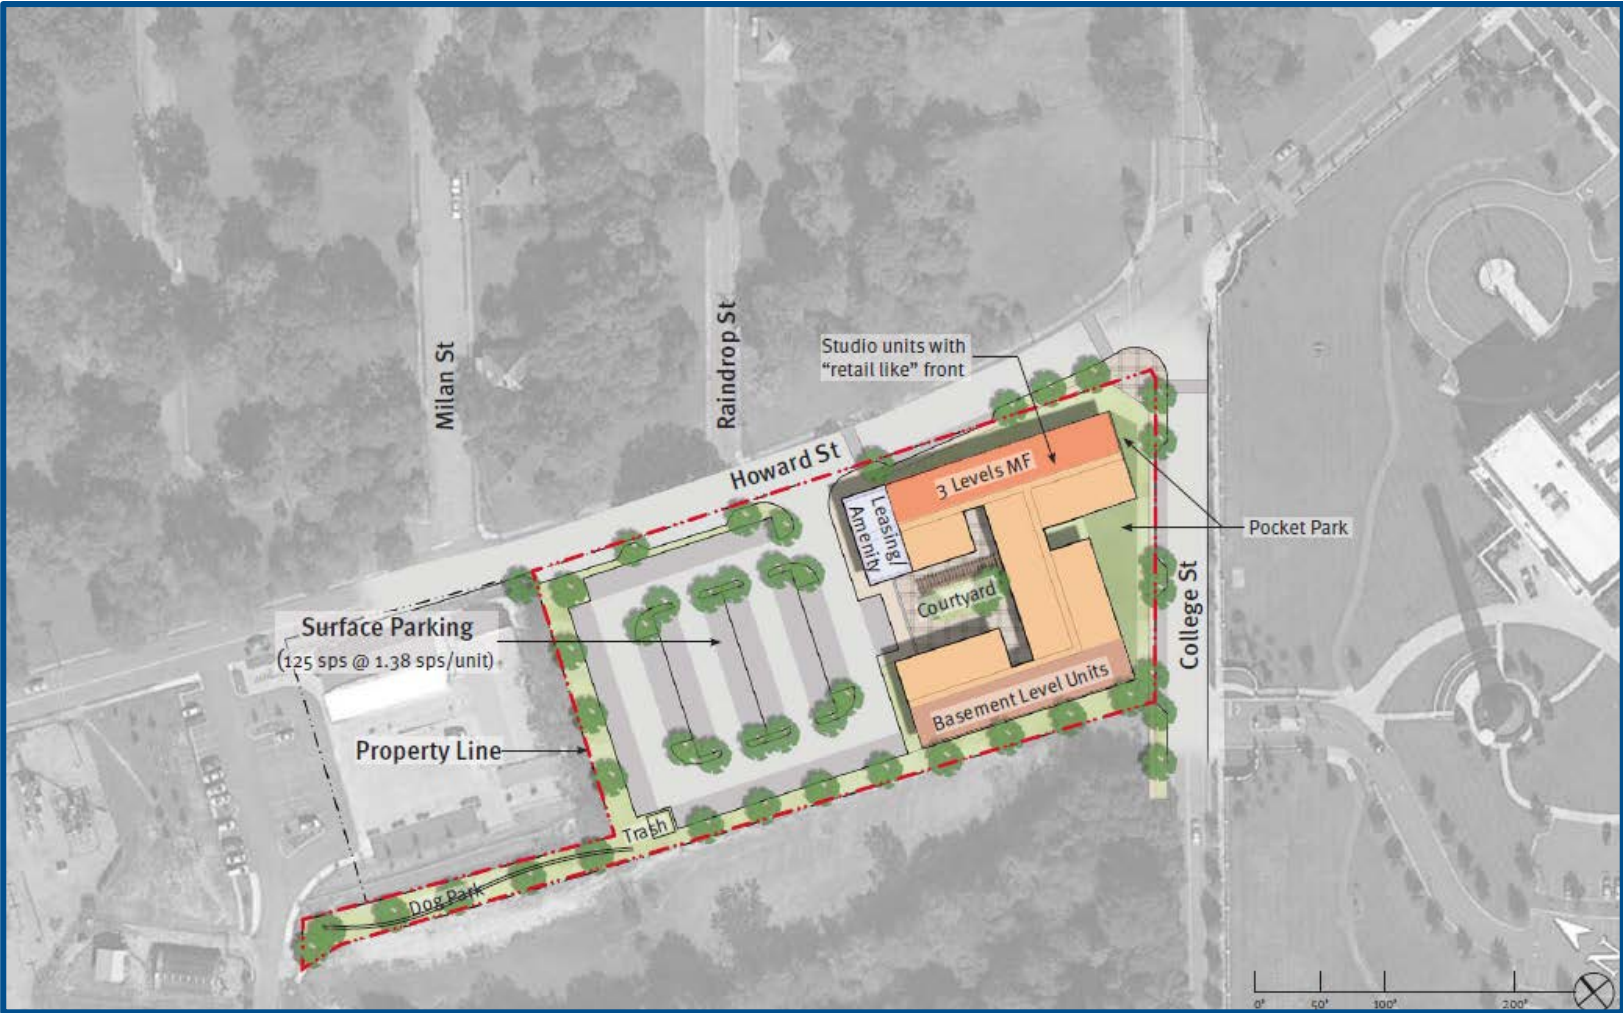 Milan St
Raindrop St
Studio units with
“retail like” front
Howard St
3 Levels MF
Leasing/
Amenity
Pocket Park
Courtyard
College St
Surface Parking
(125 sps @ 1.38 sps/unit)
Basement Level Units
Property Line
Trash
Dog Park
N
0' 50' 100' 200'